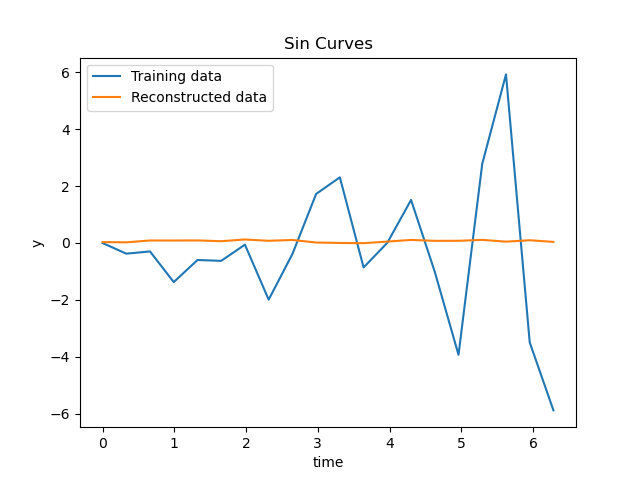 Sin Curves
Training data
Reconstructed data
6
4
2
0
−2
−4
−6
y
0 1 2 3 4 5 6
time